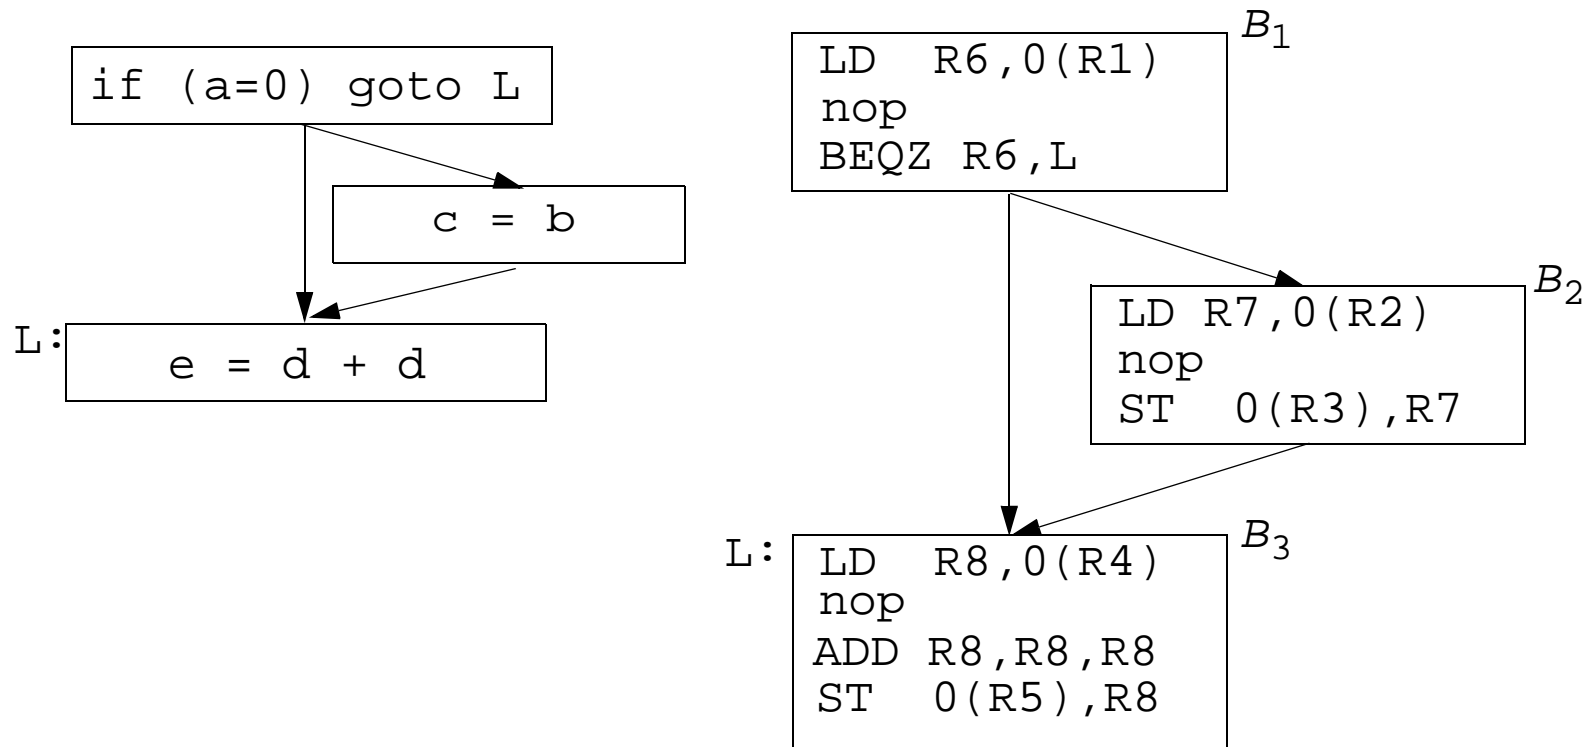 if (a=0) goto L
c = b
L:
e = d + d
B1
LD R6,0(R1)
nop
BEQZ R6,L
B2
LD R7,0(R2)
nop
ST 0(R3),R7
L:
B3
LD R8,0(R4)
nop
ADD R8,R8,R8
ST 0(R5),R8